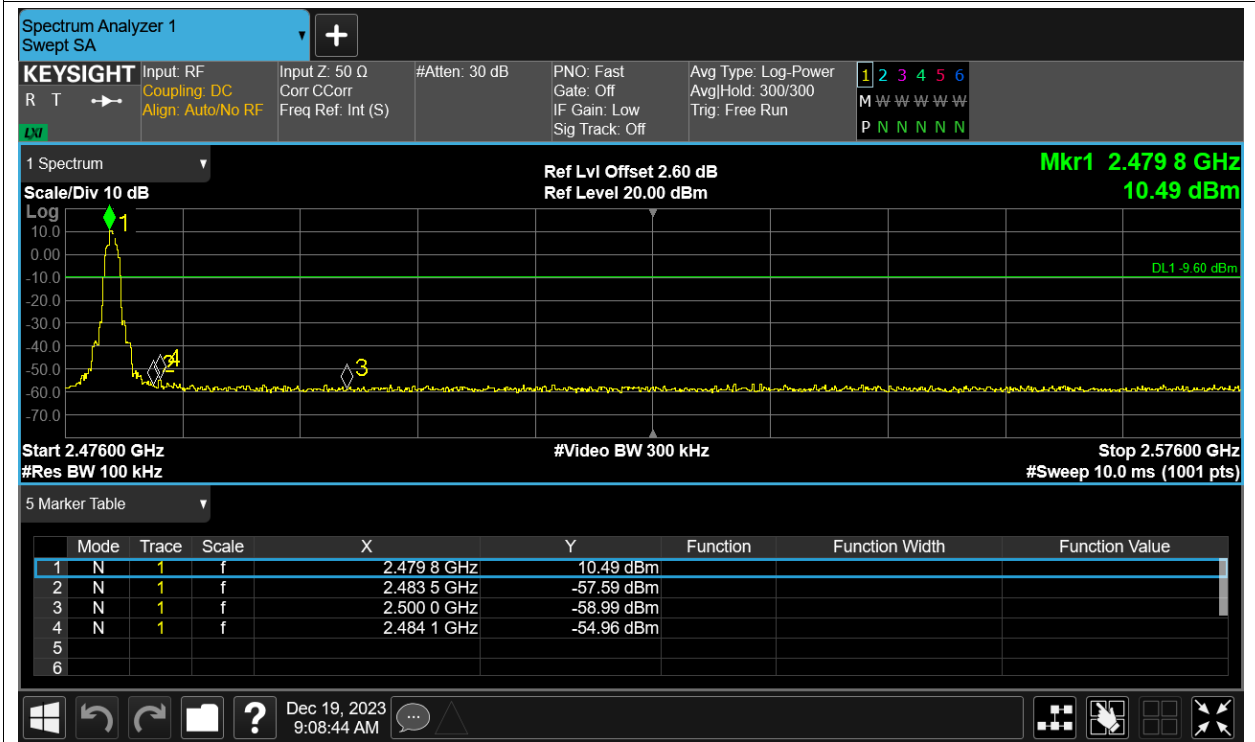 Spectrum Analyzer 1
Swept SA
+
KEYSIGHT
R T
LXI
Input: RF
Coupling: DC
Align: Auto/No RF
Input Z: 50 Ω
Corr CCorr
Freq Ref: Int (S)
#Atten: 30 dB
PNO: Fast
Gate: Off
IF Gain: Low
Sig Track: Off
Avg Type: Log-Power
Avg|Hold: 300/300
Trig: Free Run
1 2 3 4 5 6
M W W W W W
P N N N N N
1 Spectrum
Scale/Div 10 dB
Ref Lvl Offset 2.60 dB
Ref Level 20.00 dBm
Mkr1 2.479 8 GHz
10.49 dBm
Log
10.0
0.00
-10.0
-20.0
-30.0
-40.0
-50.0
-60.0
-70.0
1
DL1 -9.60 dBm
2
4
3
Start 2.47600 GHz
#Res BW 100 kHz
#Video BW 300 kHz
Stop 2.57600 GHz
#Sweep 10.0 ms (1001 pts)
5 Marker Table
Mode Trace Scale X Y Function Function Width Function Value
1 N 1 f 2.479 8 GHz 10.49 dBm
2 N 1 f 2.483 5 GHz -57.59 dBm
3 N 1 f 2.500 0 GHz -58.99 dBm
4 N 1 f 2.484 1 GHz -54.96 dBm
5
6
?
Dec 19, 2023
9:08:44 AM